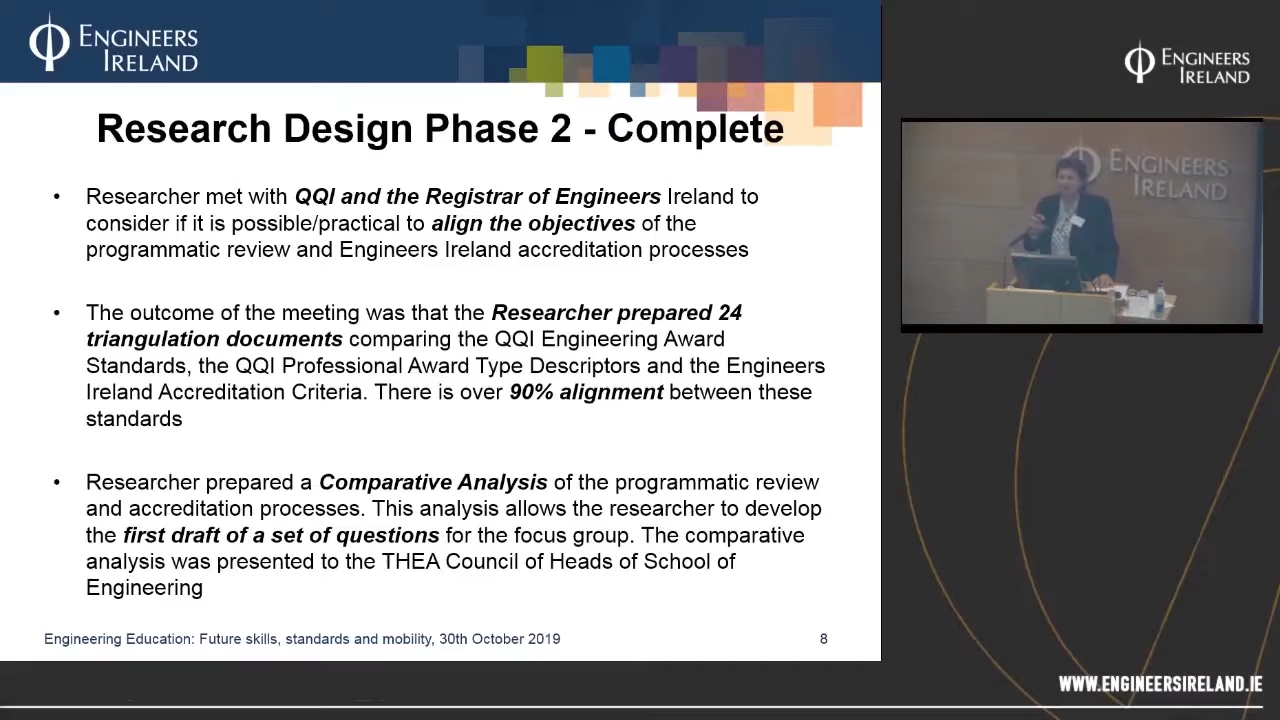 ENGINEERS
IRELAND
Research Design Phase 2 - Complete
• Researcher met with QQI and the Registrar of Engineers Ireland to
consider if it is possible/practical to align the objectives of the
programmatic review and Engineers Ireland accreditation processes
• The outcome of the meeting was that the Researcher prepared 24
triangulation documents comparing the QQI Engineering Award
Standards, the QQI Professional Award Type Descriptors and the Engineers
Ireland Accreditation Criteria. There is over 90% alignment between these
standards
• Researcher prepared a Comparative Analysis of the programmatic review
and accreditation processes. This analysis allows the researcher to develop
the first draft of a set of questions for the focus group. The comparative
analysis was presented to the THEA Council of Heads of School of
Engineering
Engineering Education: Future skills, standards and mobility, 30th October 2019
8
ENGINEERS
IRELAND
ENGINEERS
IRELAND
WWW.ENGINEERSIRELAND.IE